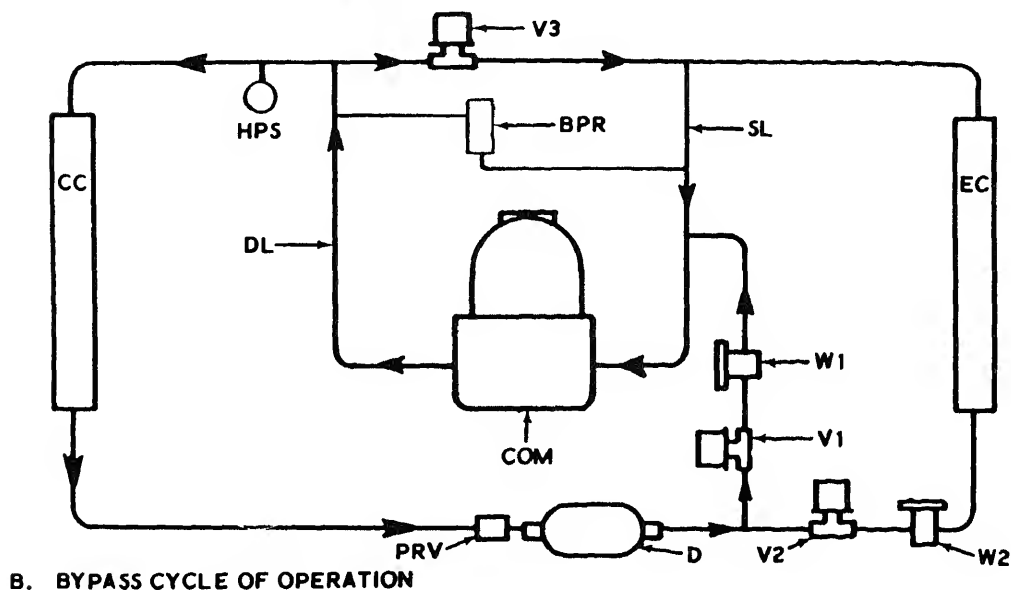 V3
HPS
BPR
SL
CC
EC
DL
W1
V1
COM
PRV
D
V2
W2
B. BYPASS CYCLE OF OPERATION